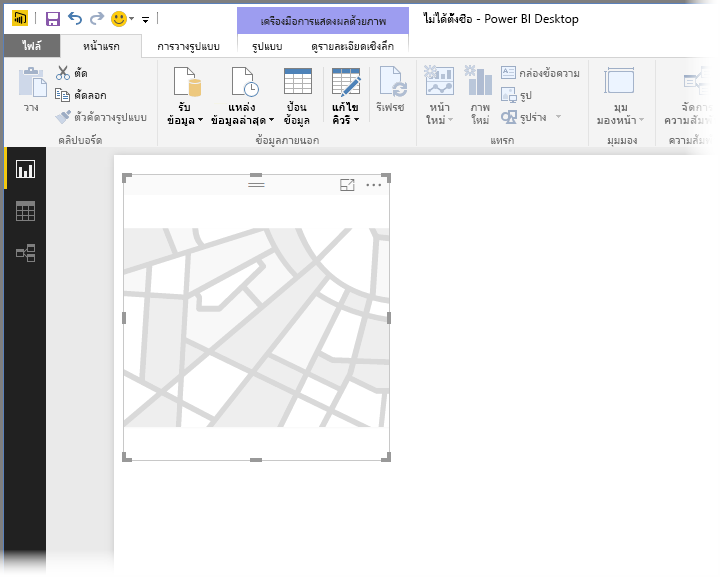 เครื่องมือการแสดงผลด้วยภาพ
ไม่ได้ตั้งชื่อ - Power BI Desktop
ไฟล์ หน้าแรก การวางรูปแบบ รูปแบบ ดูรายละเอียดเชิงลึก
วาง
ตัด
คัดลอก
ตัวคัดวางรูปแบบ
คลิปบอร์ด
รับ
ข้อมูล
แหล่ง
ข้อมูลล่าสุด
ป้อน
ข้อมูล
แก้ไข
คิวรี
รีเฟรช
ข้อมูลภายนอก
หน้า
ใหม่
ภาพ
ใหม่
กล่องข้อความ
รูป
รูปร่าง
แทรก
มุม
มองหน้า
มุมมอง
จัดการ
ความสัมพั
ความสัมพั